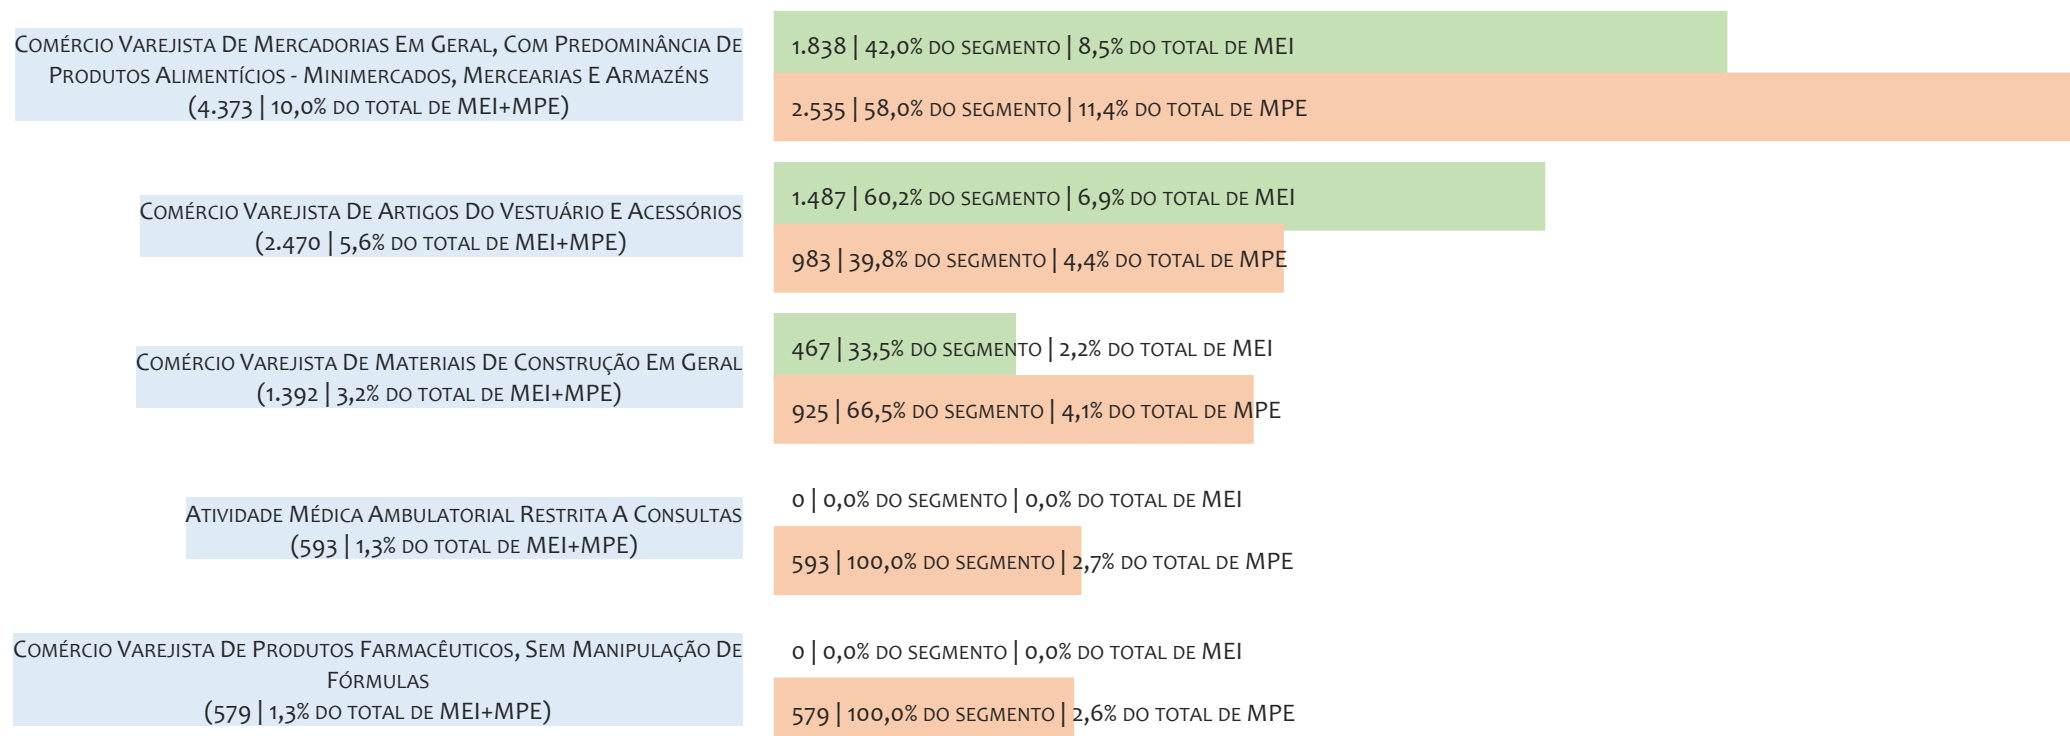 Comércio Varejista De Mercadorias Em Geral, Com Predominância De
Produtos Alimentícios - Minimercados, Mercearias E Armazéns
(4.373 | 10,0% do total de MEI+MPE)
1.838 | 42,0% do segmento | 8,5% do total de MEI
2.535 | 58,0% do segmento | 11,4% do total de MPE
Comércio Varejista De Artigos Do Vestuário E Acessórios
(2.470 | 5,6% do total de MEI+MPE)
1.487 | 60,2% do segmento | 6,9% do total de MEI
983 | 39,8% do segmento | 4,4% do total de MPE
Comércio Varejista De Materiais De Construção Em Geral
(1.392 | 3,2% do total de MEI+MPE)
467 | 33,5% do segmento | 2,2% do total de MEI
925 | 66,5% do segmento | 4,1% do total de MPE
Atividade Médica Ambulatorial Restrita A Consultas
(593 | 1,3% do total de MEI+MPE)
0 | 0,0% do segmento | 0,0% do total de MEI
593 | 100,0% do segmento | 2,7% do total de MPE
Comércio Varejista De Produtos Farmacêuticos, Sem Manipulação De
Fórmulas
(579 | 1,3% do total de MEI+MPE)
0 | 0,0% do segmento | 0,0% do total de MEI
579 | 100,0% do segmento | 2,6% do total de MPE